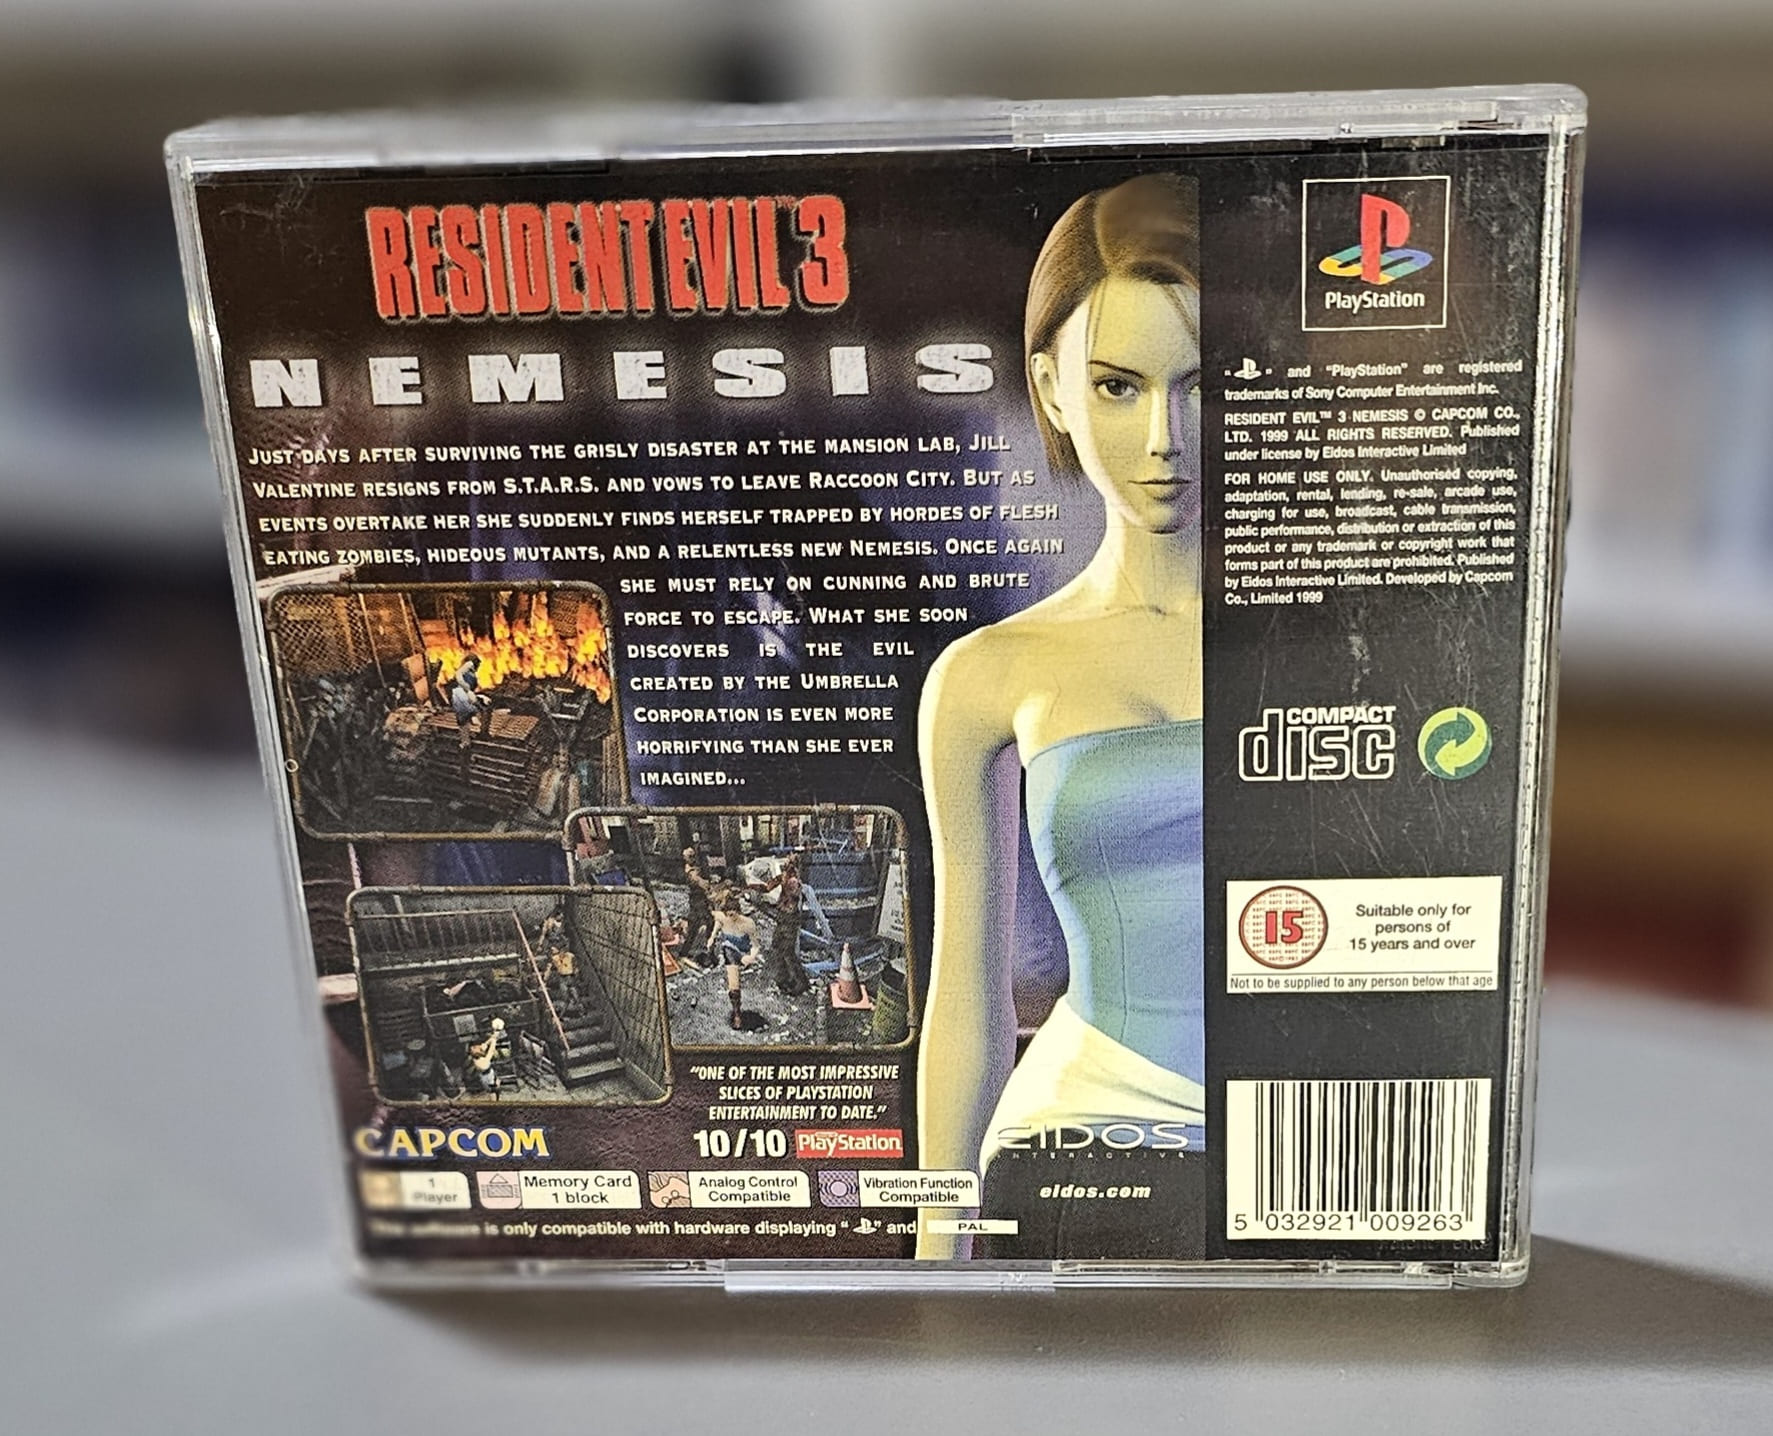 RESIDENT EVIL™ 3
NEMESIS
JUST DAYS AFTER SURVIVING THE GRISLY DISASTER AT THE MANSION LAB, JILL
VALENTINE RESIGNS FROM S.T.A.R.S. AND VOWS TO LEAVE RACCOON CITY. BUT AS
EVENTS OVERTAKE HER SHE SUDDENLY FINDS HERSELF TRAPPED BY HORDES OF FLESH
EATING ZOMBIES, HIDEOUS MUTANTS, AND A RELENTLESS NEW NEMESIS. ONCE AGAIN
SHE MUST RELY ON CUNNING AND BRUTE
FORCE TO ESCAPE. WHAT SHE SOON
DISCOVERS IS THE EVIL
CREATED BY THE UMBRELLA
CORPORATION IS EVEN MORE
HORRIFYING THAN SHE EVER
IMAGINED...
"ONE OF THE MOST IMPRESSIVE
SLICES OF PLAYSTATION
ENTERTAINMENT TO DATE."
10/10 PlayStation
CAPCOM
EIDOS
INTERACTIVE
eidos.com
1
Player
Memory Card
1 block
Analog Control
Compatible
Vibration Function
Compatible
is only compatible with hardware displaying " " and PAL
PlayStation
" " and "PlayStation" are registered
trademarks of Sony Computer Entertainment Inc.
RESIDENT EVIL™ 3 NEMESIS © CAPCOM CO.,
LTD. 1999 ALL RIGHTS RESERVED. Published
under license by Eidos Interactive Limited
FOR HOME USE ONLY. Unauthorised copying,
adaptation, rental, lending, re-sale, arcade use,
charging for use, broadcast, cable transmission,
public performance, distribution or extraction of this
product or any trademark or copyright work that
forms part of this product are prohibited. Published
by Eidos Interactive Limited. Developed by Capcom
Co., Limited 1999
COMPACT
disc
15
Suitable only for
persons of
15 years and over
Not to be supplied to any person below that age
5 032921 009263